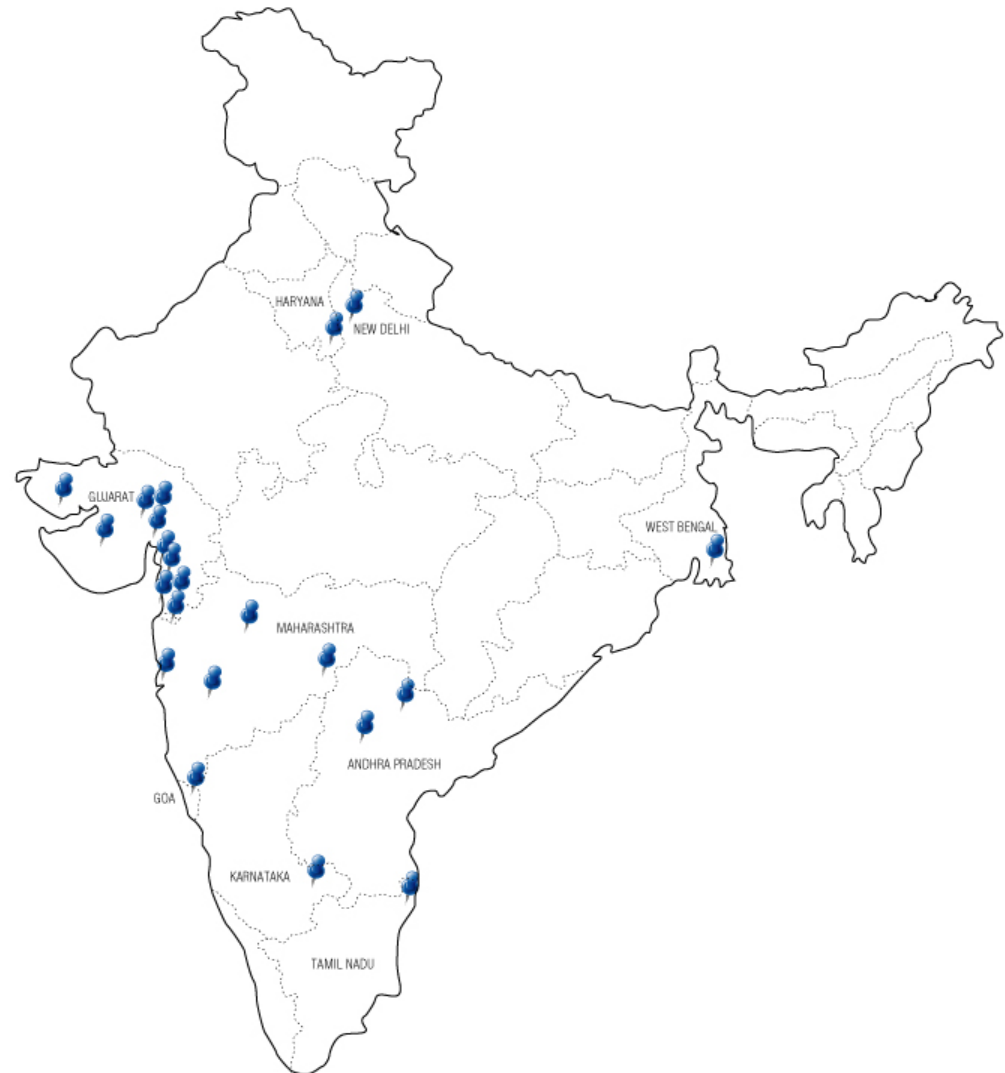 HARYANA
NEW DELHI
GUJARAT
WEST BENGAL
MAHARASHTRA
ANDHRA PRADESH
GOA
KARNATAKA
TAMIL NADU